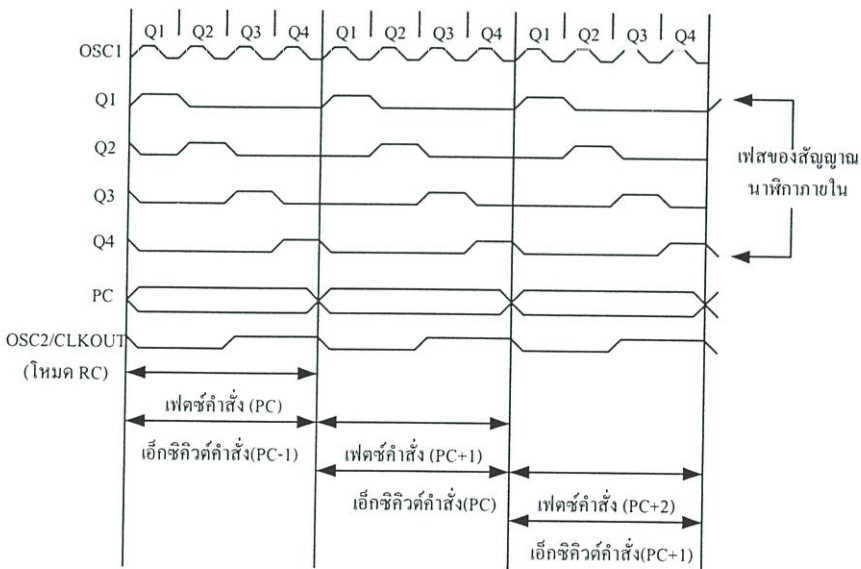 Q1 Q2 Q3 Q4 Q1 Q2 Q3 Q4 Q1 Q2 Q3 Q4
OSC1
Q1
Q2
เฟสของสัญญาณ
นาฬิกาภายใน
Q3
Q4
PC
OSC2/CLKOUT
(โหมด RC)
เฟตซ์คำสั่ง (PC)
เอ็กซิคิวต์คำสั่ง(PC-1)
เฟตซ์คำสั่ง (PC+1)
เอ็กซิคิวต์คำสั่ง(PC)
เฟตซ์คำสั่ง (PC+2)
เอ็กซิคิวต์คำสั่ง(PC+1)